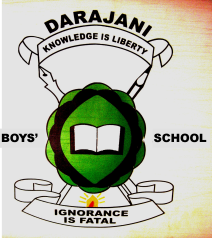 DARAJANI
KNOWLEDGE IS LIBERTY
BOYS' SCHOOL
IGNORANCE
IS FATAL